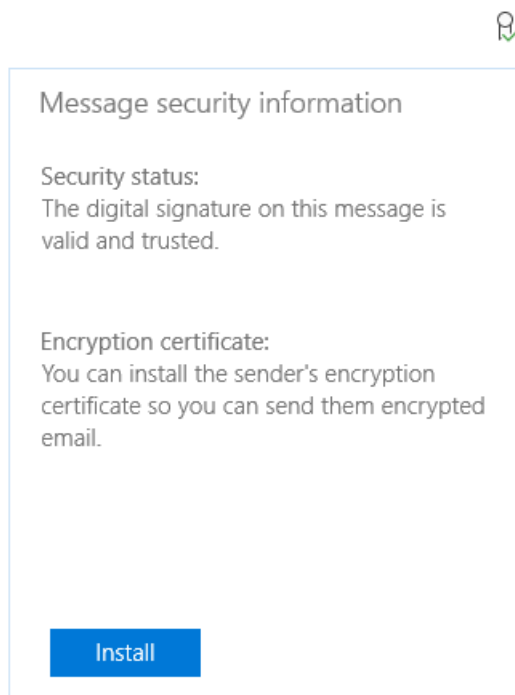 Message security information
Security status:
The digital signature on this message is
valid and trusted.
Encryption certificate:
You can install the sender's encryption
certificate so you can send them encrypted
email.
Install